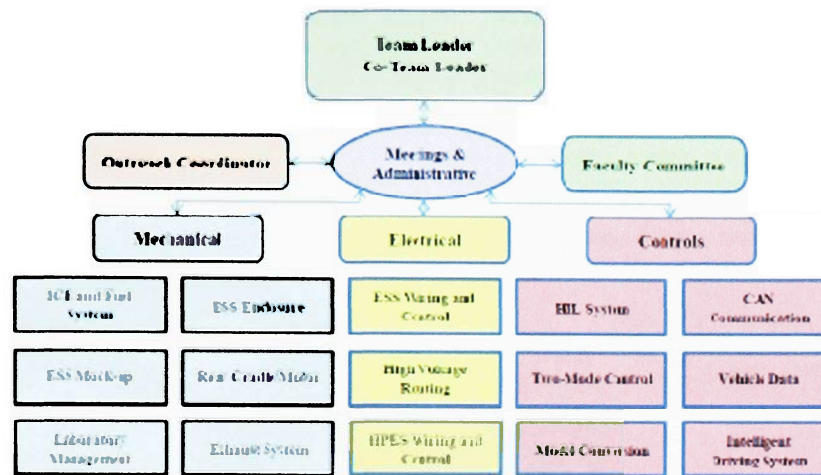 Team Leader
Co-Team Leader
Outreach Coordinator
Meetings &
Administrative
Faculty Committee
Mechanical
Electrical
Controls
ICE and Fuel
System
ESS Enclosure
ESS Wiring and
Control
HIL System
CAN
Communication
ESS Mock-up
Rear Cradle/Motor
High Voltage
Routing
Two-Mode Control
Vehicle Data
Laboratory
Management
Exhaust System
HPES Wiring and
Control
Model Conversion
Intelligent
Driving System